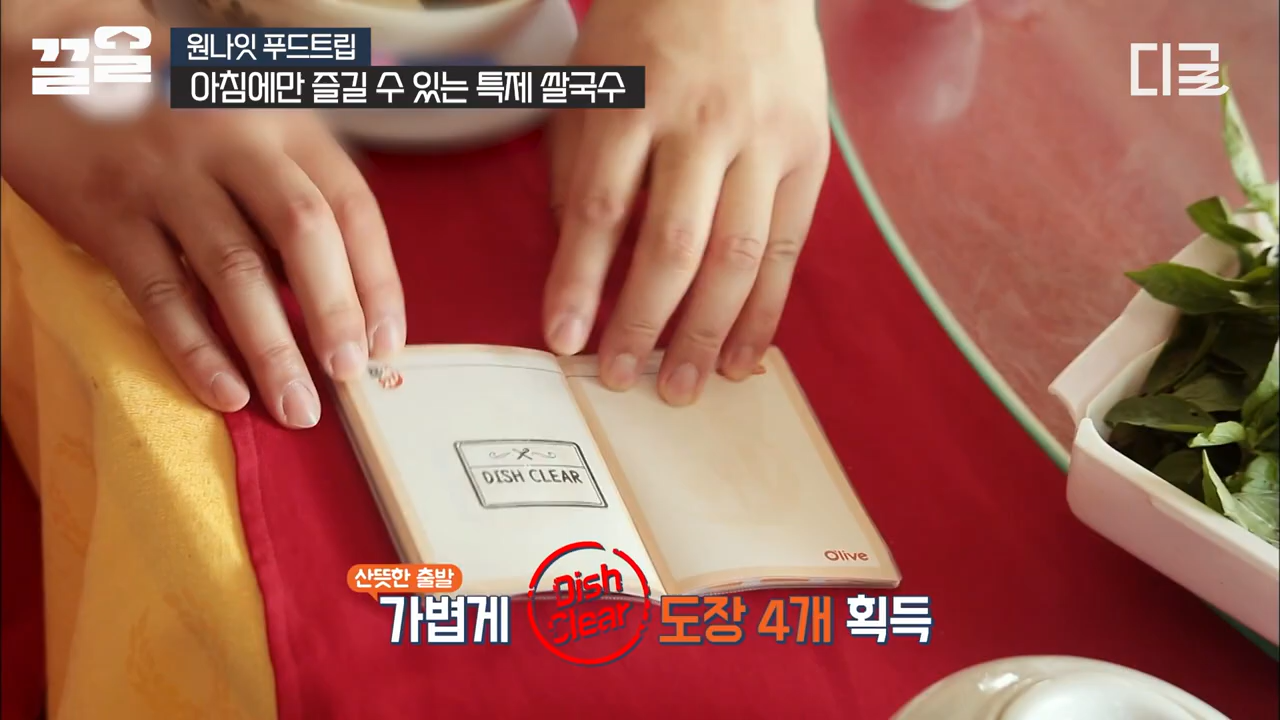 끌올
원나잇 푸드트립
아침에만 즐길 수 있는 특제 쌀국수
디글
DISH CLEAR
Olive
산뜻한 출발
가볍게 Dish Clear 도장 4개 획득